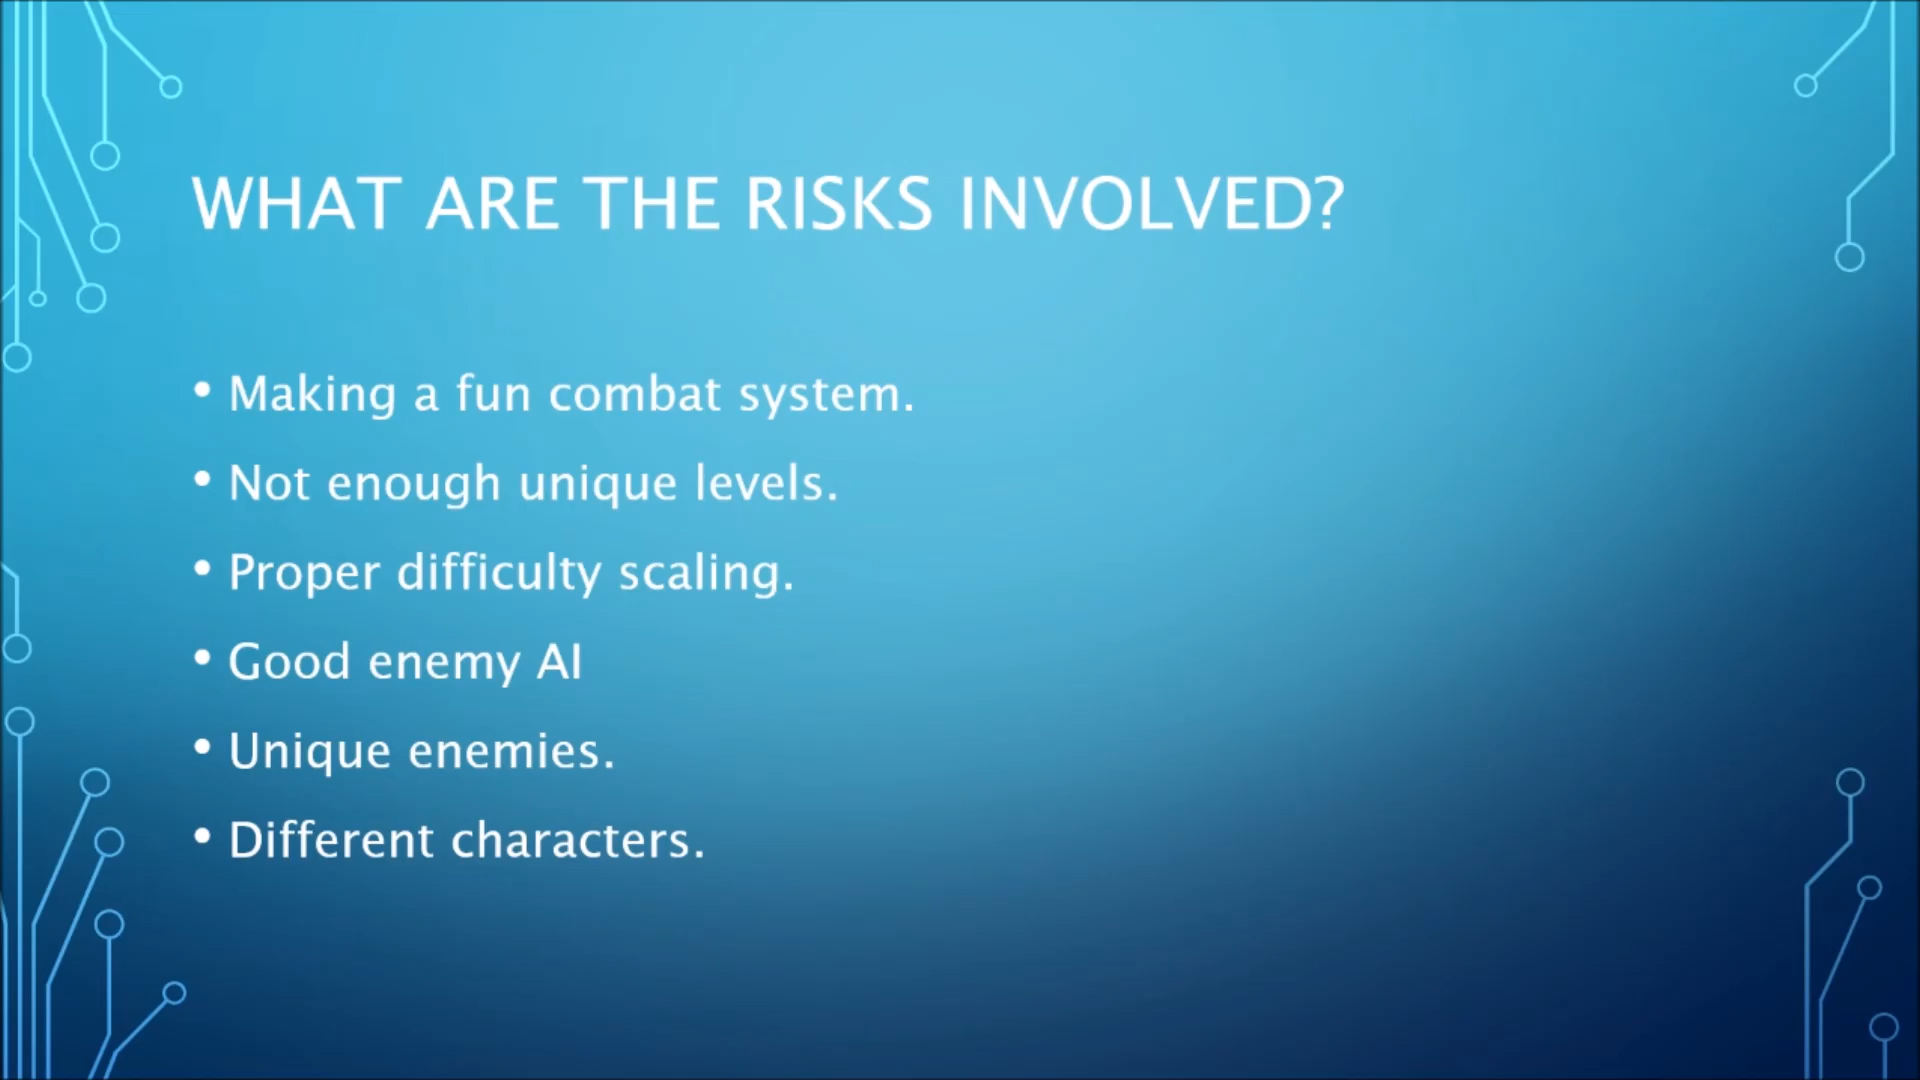 WHAT ARE THE RISKS INVOLVED?
• Making a fun combat system.
• Not enough unique levels.
• Proper difficulty scaling.
• Good enemy AI
• Unique enemies.
• Different characters.